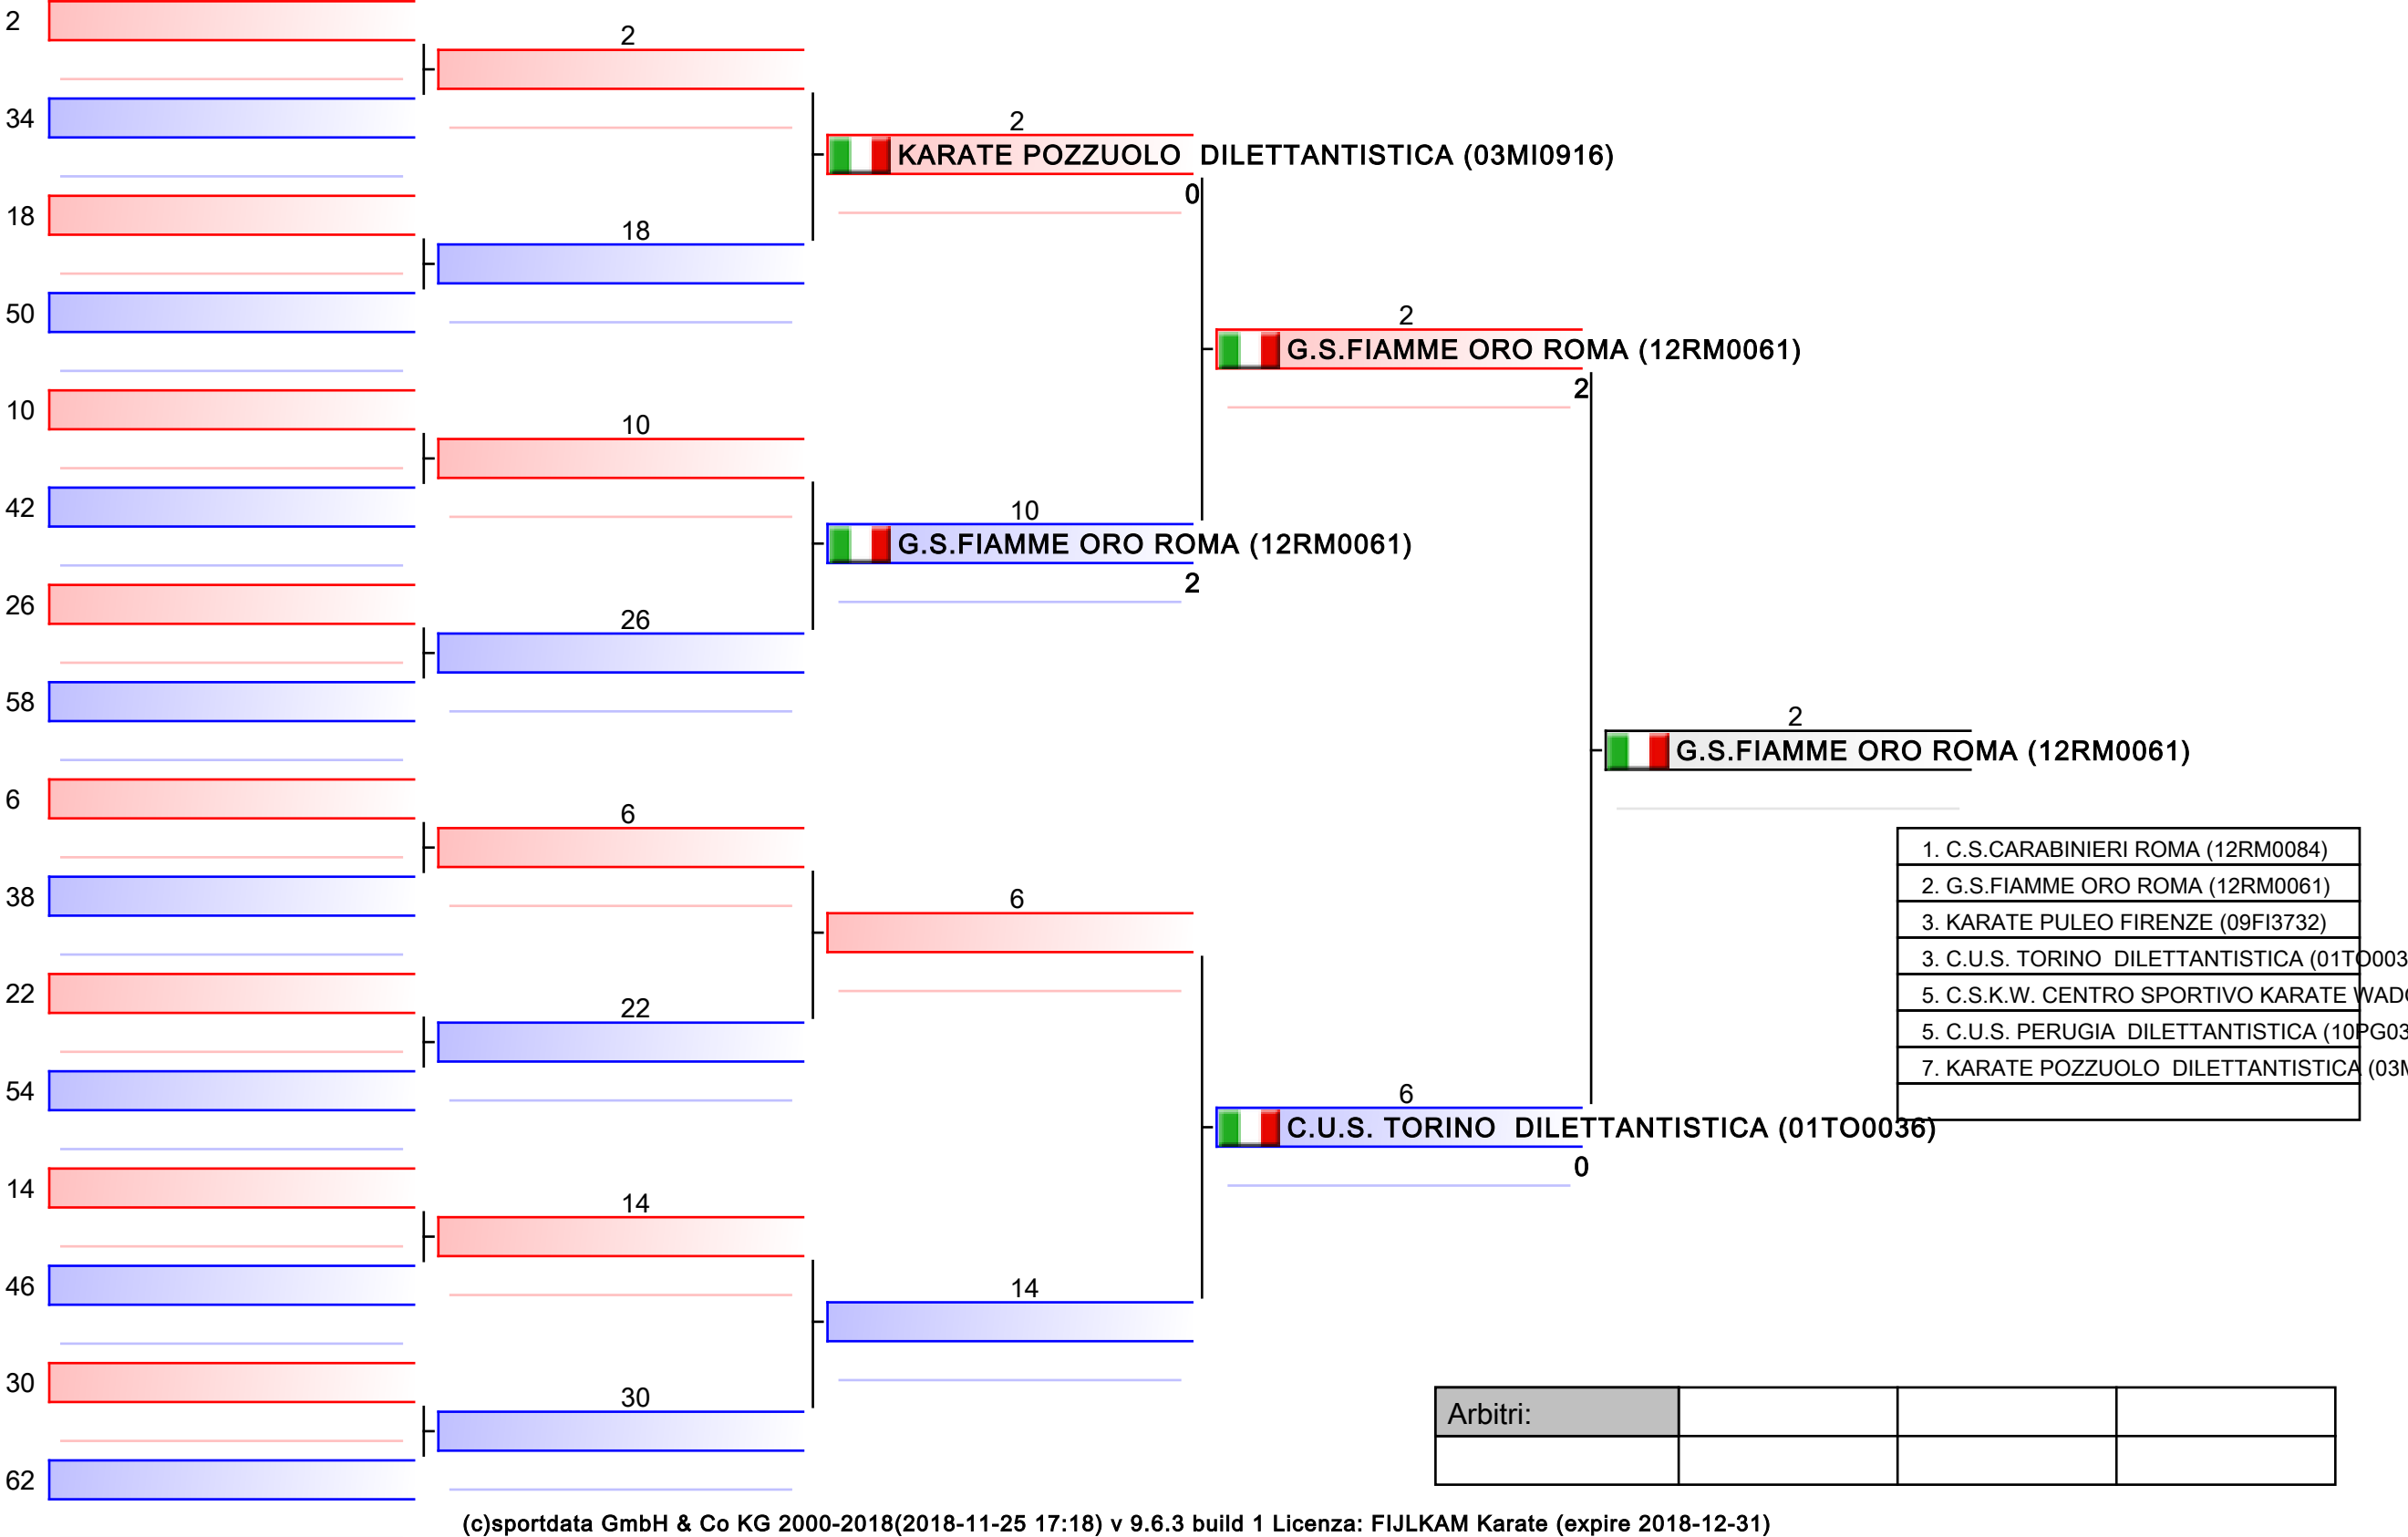 2
34
18
50
10
42
26
58
6
38
22
54
14
46
30
62
2
18
10
26
6
22
14
30
2
KARATE POZZUOLO  DILETTANTISTICA (03MI0916)
0
10
G.S.FIAMME ORO ROMA (12RM0061)
2
6
14
2
G.S.FIAMME ORO ROMA (12RM0061)
2
6
C.U.S. TORINO  DILETTANTISTICA (01TO0036)
0
2
G.S.FIAMME ORO ROMA (12RM0061)
1. C.S.CARABINIERI ROMA (12RM0084)
2. G.S.FIAMME ORO ROMA (12RM0061)
3. KARATE PULEO FIRENZE (09FI3732)
3. C.U.S. TORINO  DILETTANTISTICA (01TO003
5. C.S.K.W. CENTRO SPORTIVO KARATE WADO
5. C.U.S. PERUGIA  DILETTANTISTICA (10PG03
7. KARATE POZZUOLO  DILETTANTISTICA (03M
Arbitri:
(c)sportdata GmbH & Co KG 2000-2018(2018-11-25 17:18) v 9.6.3 build 1 Licenza: FIJLKAM Karate (expire 2018-12-31)